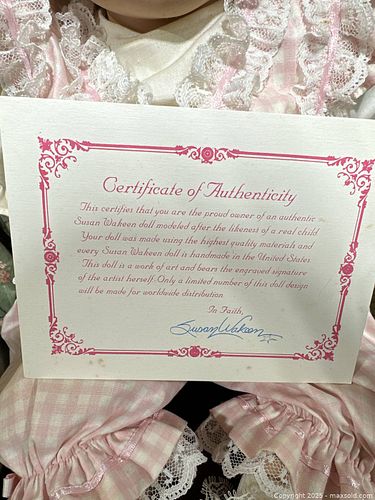 Certificate of Authenticity
This certifies that you are the proud owner of an authentic
Susan Wakeen doll modeled after the likeness of a real child
Your doll was made using the highest quality materials and
every Susan Wakeen doll is handmade in the United States
This doll is a work of art and bears the engraved signature
of the artist herself. Only a limited number of this doll design
will be made for worldwide distribution
In Faith,
Susan Wakeen
Copyright 2025 - maxsold.com